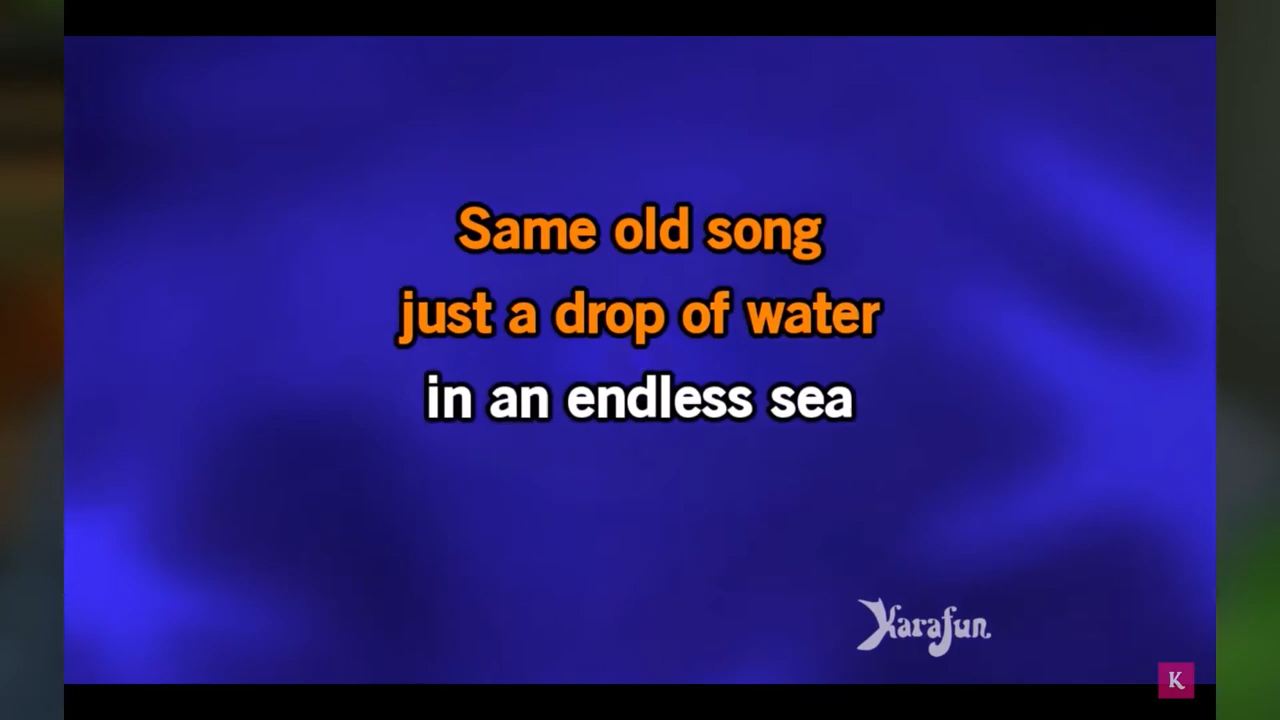 Same old song
just a drop of water
in an endless sea
Karafun
K